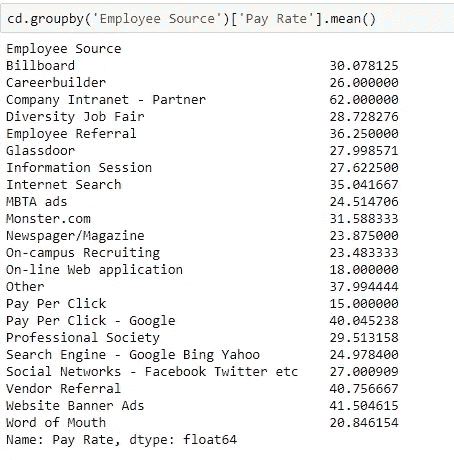 cd.groupby('Employee Source')['Pay Rate'].mean()
Employee Source
Billboard 30.078125
Careerbuilder 26.000000
Company Intranet - Partner 62.000000
Diversity Job Fair 28.728276
Employee Referral 36.250000
Glassdoor 27.998571
Information Session 27.622500
Internet Search 35.041667
MBTA ads 24.514706
Monster.com 31.588333
Newspager/Magazine 23.875000
On-campus Recruiting 23.483333
On-line Web application 18.000000
Other 37.994444
Pay Per Click 15.000000
Pay Per Click - Google 40.045238
Professional Society 29.513158
Search Engine - Google Bing Yahoo 24.978400
Social Networks - Facebook Twitter etc 27.000909
Vendor Referral 40.756667
Website Banner Ads 41.504615
Word of Mouth 20.846154
Name: Pay Rate, dtype: float64